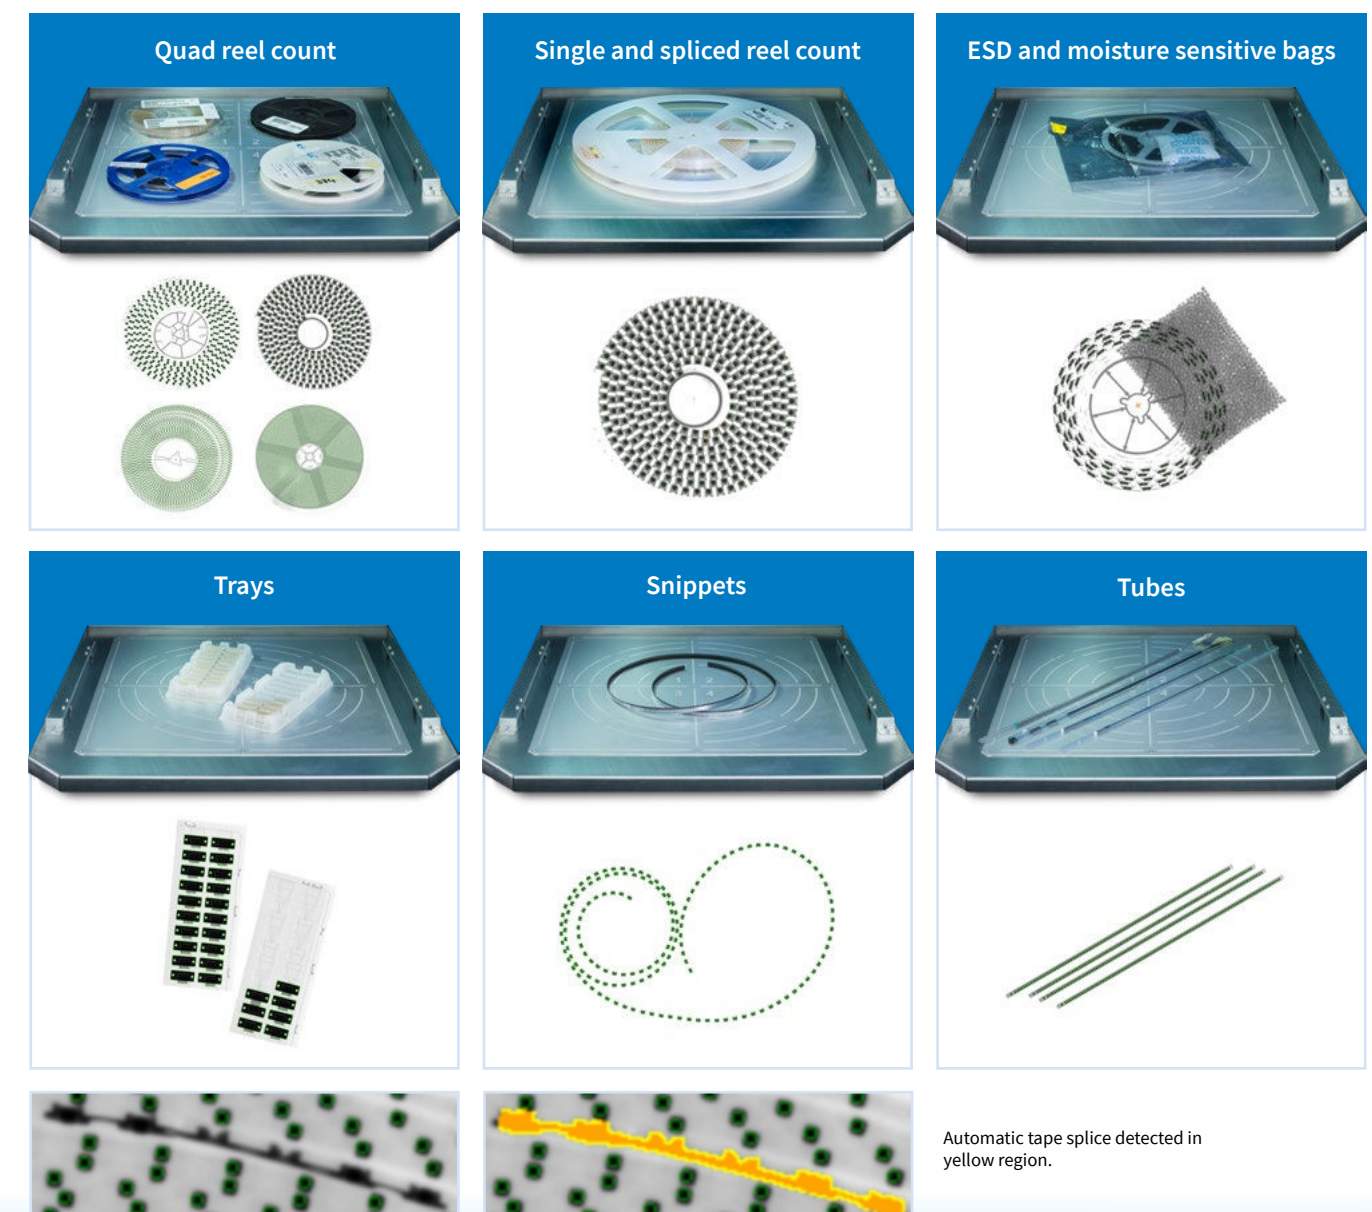 Quad reel count
Single and spliced reel count
ESD and moisture sensitive bags
Trays
Snippets
Tubes
Automatic tape splice detected in
yellow region.